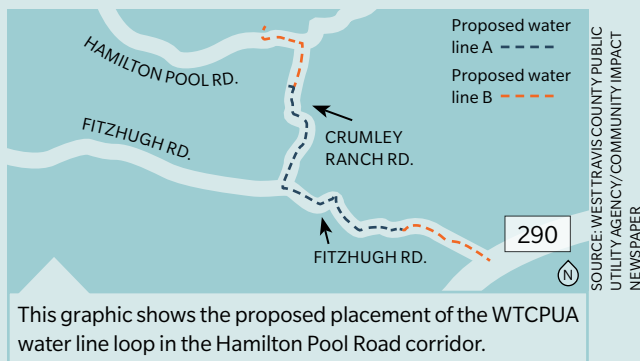 HAMILTON POOL RD.
FITZHUGH RD.
CRUMLEY
RANCH RD.
FITZHUGH RD.
Proposed water
line A
Proposed water
line B
290
N
SOURCE: WEST TRAVIS COUNTY PUBLIC
UTILITY AGENCY/COMMUNITY IMPACT
NEWSPAPER
This graphic shows the proposed placement of the WTCPUA
water line loop in the Hamilton Pool Road corridor.